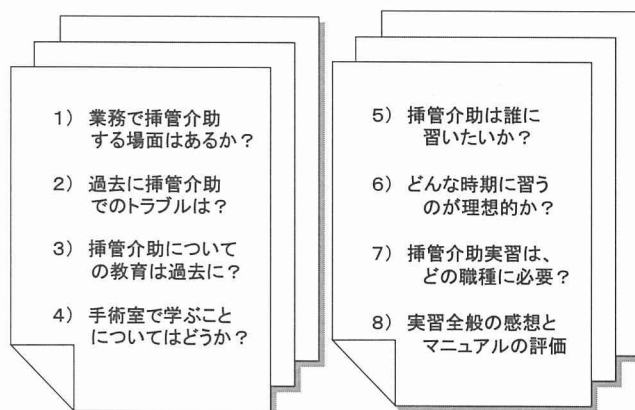 1) 業務で挿管介助
する場面はあるか？
2) 過去に挿管介助
でのトラブルは？
3) 挿管介助について
の教育は過去に？
4) 手術室で学ぶこと
についてはどうか？
5) 挿管介助は誰に
習いたいか？
6) どんな時期に習う
のが理想的か？
7) 挿管介助実習は、
どの職種に必要？
8) 実習全般の感想と
マニュアルの評価